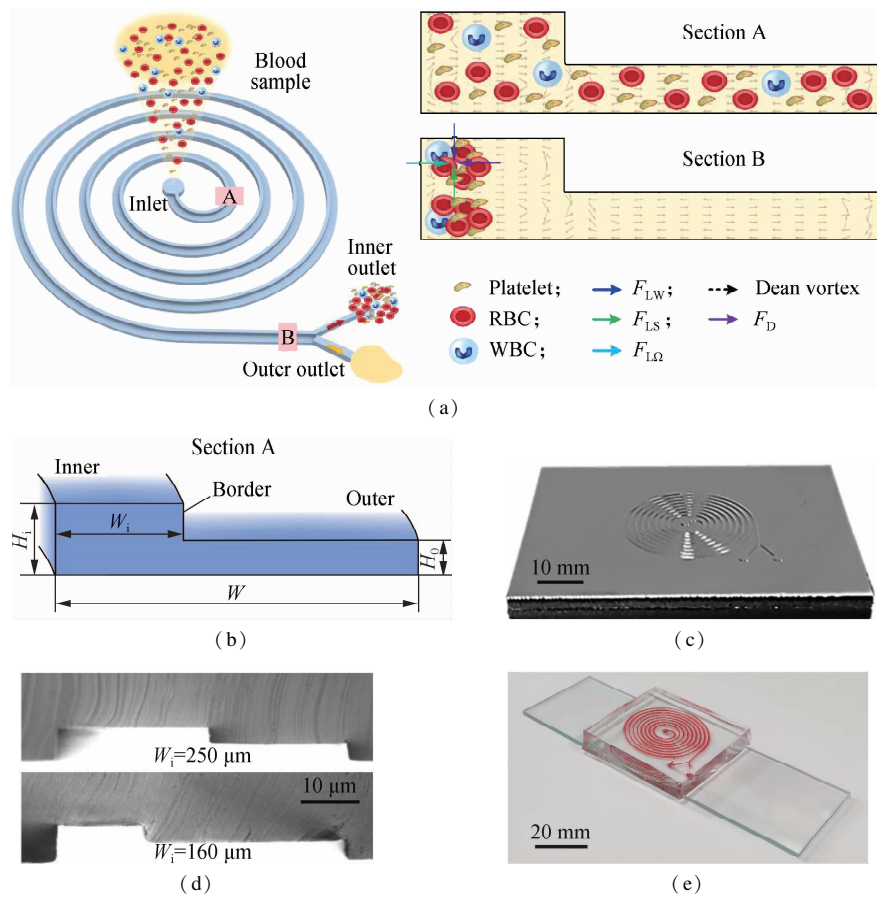 Blood
sample
Inlet
A
Inner
outlet
B
Outer outlet
Section A
Section B
Platelet；
RBC；
WBC；
F_LW；
F_LS；
F_LΩ
Dean vortex
F_D
（a）
Section A
Inner
Border
Outer
W_i
H_i
H_0
W
（b）
10 mm
（c）
W_i=250 μm
10 μm
W_i=160 μm
（d）
20 mm
（e）